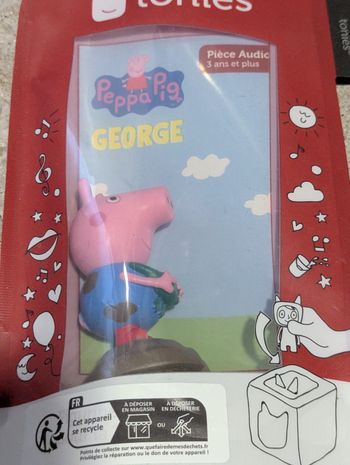 tonies
Pièce Audio
3 ans et plus
Peppa Pig
GEORGE
FR
Cet appareil
se recycle
À DÉPOSER
EN MAGASIN
OU
À DÉPOSER
EN DÉCHÈTERIE
Points de collecte sur www.quefairedemesdechets.fr
Privilégiez la réparation ou le don de votre appareil !
tonies